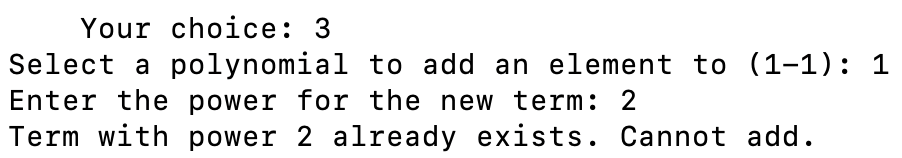 Your choice: 3
Select a polynomial to add an element to (1-1): 1
Enter the power for the new term: 2
Term with power 2 already exists. Cannot add.